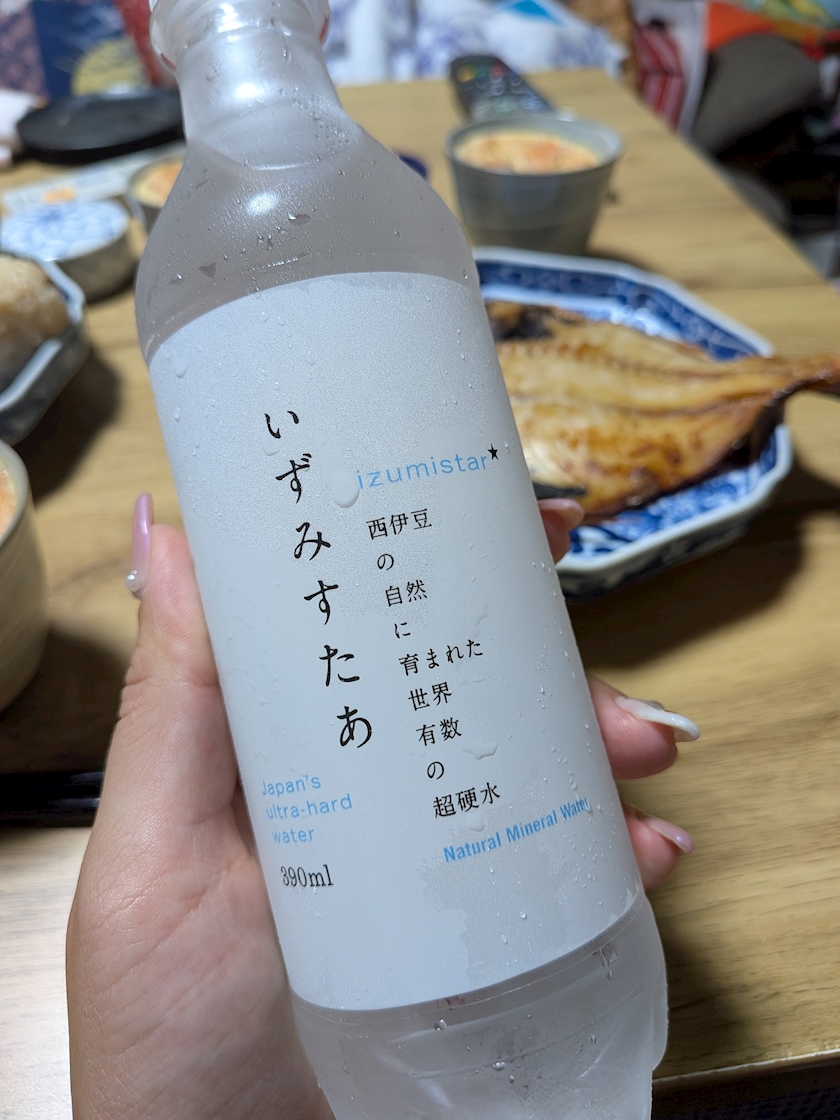 いずみすたあ
izumistar★
西伊豆
の
自然
に
育まれた
世界
有数
の
超硬水
Japan's
ultra-hard
water
390ml
Natural Mineral Water